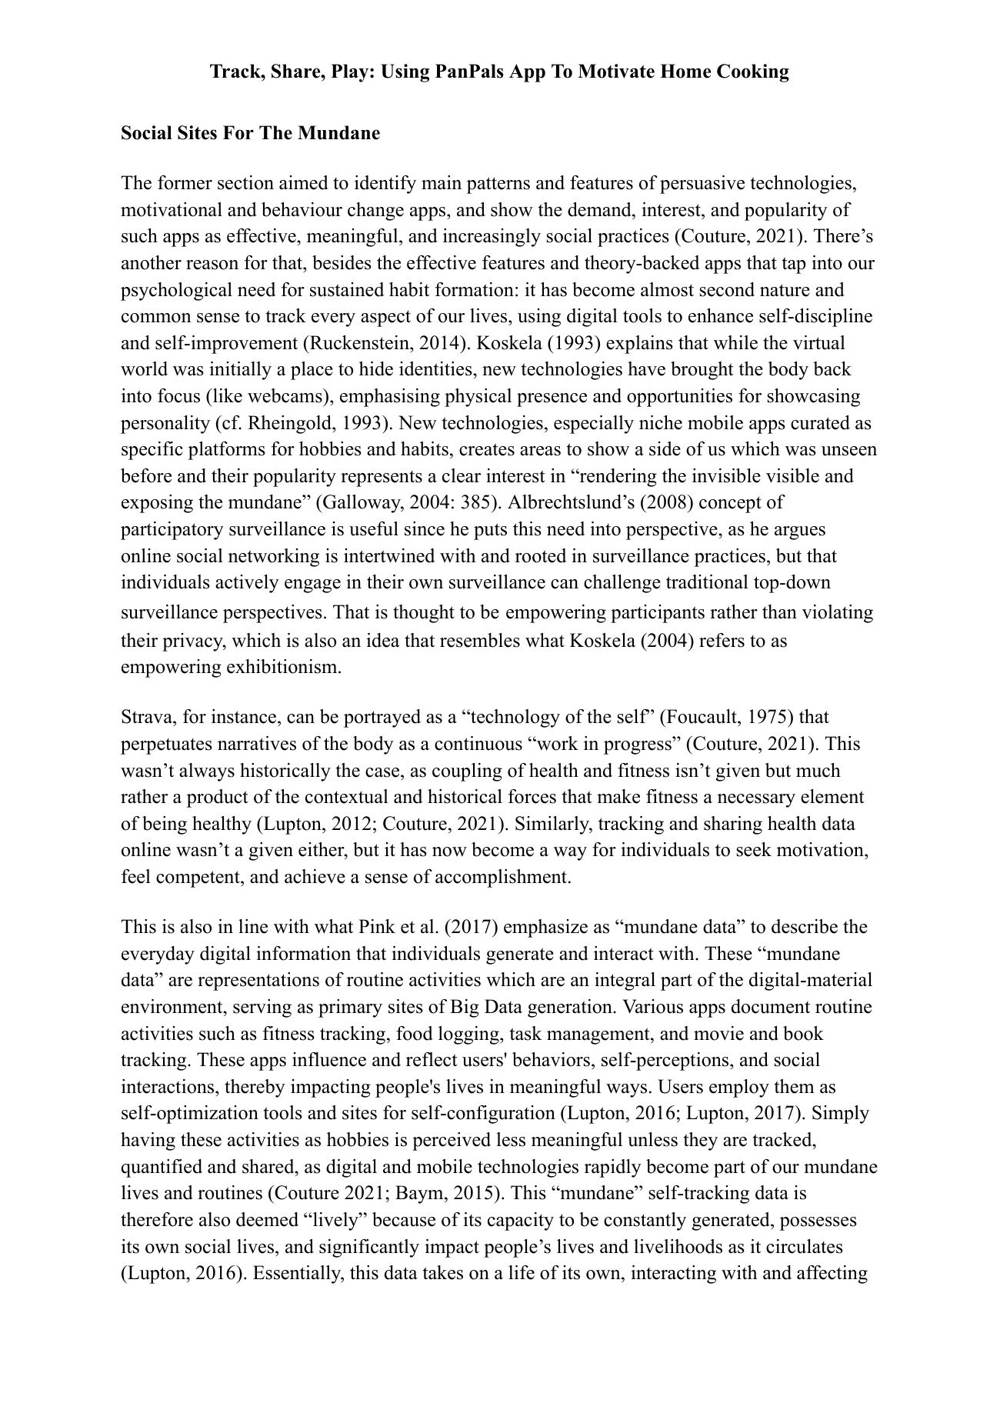 Track, Share, Play: Using PanPals App To Motivate Home Cooking
Social Sites For The Mundane
The former section aimed to identify main patterns and features of persuasive technologies,
motivational and behaviour change apps, and show the demand, interest, and popularity of
such apps as effective, meaningful, and increasingly social practices (Couture, 2021). There’s
another reason for that, besides the effective features and theory-backed apps that tap into our
psychological need for sustained habit formation: it has become almost second nature and
common sense to track every aspect of our lives, using digital tools to enhance self-discipline
and self-improvement (Ruckenstein, 2014). Koskela (1993) explains that while the virtual
world was initially a place to hide identities, new technologies have brought the body back
into focus (like webcams), emphasising physical presence and opportunities for showcasing
personality (cf. Rheingold, 1993). New technologies, especially niche mobile apps curated as
specific platforms for hobbies and habits, creates areas to show a side of us which was unseen
before and their popularity represents a clear interest in “rendering the invisible visible and
exposing the mundane” (Galloway, 2004: 385). Albrechtslund’s (2008) concept of
participatory surveillance is useful since he puts this need into perspective, as he argues
online social networking is intertwined with and rooted in surveillance practices, but that
individuals actively engage in their own surveillance can challenge traditional top-down
surveillance perspectives. That is thought to be empowering participants rather than violating
their privacy, which is also an idea that resembles what Koskela (2004) refers to as
empowering exhibitionism.
Strava, for instance, can be portrayed as a “technology of the self” (Foucault, 1975) that
perpetuates narratives of the body as a continuous “work in progress” (Couture, 2021). This
wasn’t always historically the case, as coupling of health and fitness isn’t given but much
rather a product of the contextual and historical forces that make fitness a necessary element
of being healthy (Lupton, 2012; Couture, 2021). Similarly, tracking and sharing health data
online wasn’t a given either, but it has now become a way for individuals to seek motivation,
feel competent, and achieve a sense of accomplishment.
This is also in line with what Pink et al. (2017) emphasize as “mundane data” to describe the
everyday digital information that individuals generate and interact with. These “mundane
data” are representations of routine activities which are an integral part of the digital-material
environment, serving as primary sites of Big Data generation. Various apps document routine
activities such as fitness tracking, food logging, task management, and movie and book
tracking. These apps influence and reflect users' behaviors, self-perceptions, and social
interactions, thereby impacting people's lives in meaningful ways. Users employ them as
self-optimization tools and sites for self-configuration (Lupton, 2016; Lupton, 2017). Simply
having these activities as hobbies is perceived less meaningful unless they are tracked,
quantified and shared, as digital and mobile technologies rapidly become part of our mundane
lives and routines (Couture 2021; Baym, 2015). This “mundane” self-tracking data is
therefore also deemed “lively” because of its capacity to be constantly generated, possesses
its own social lives, and significantly impact people’s lives and livelihoods as it circulates
(Lupton, 2016). Essentially, this data takes on a life of its own, interacting with and affecting